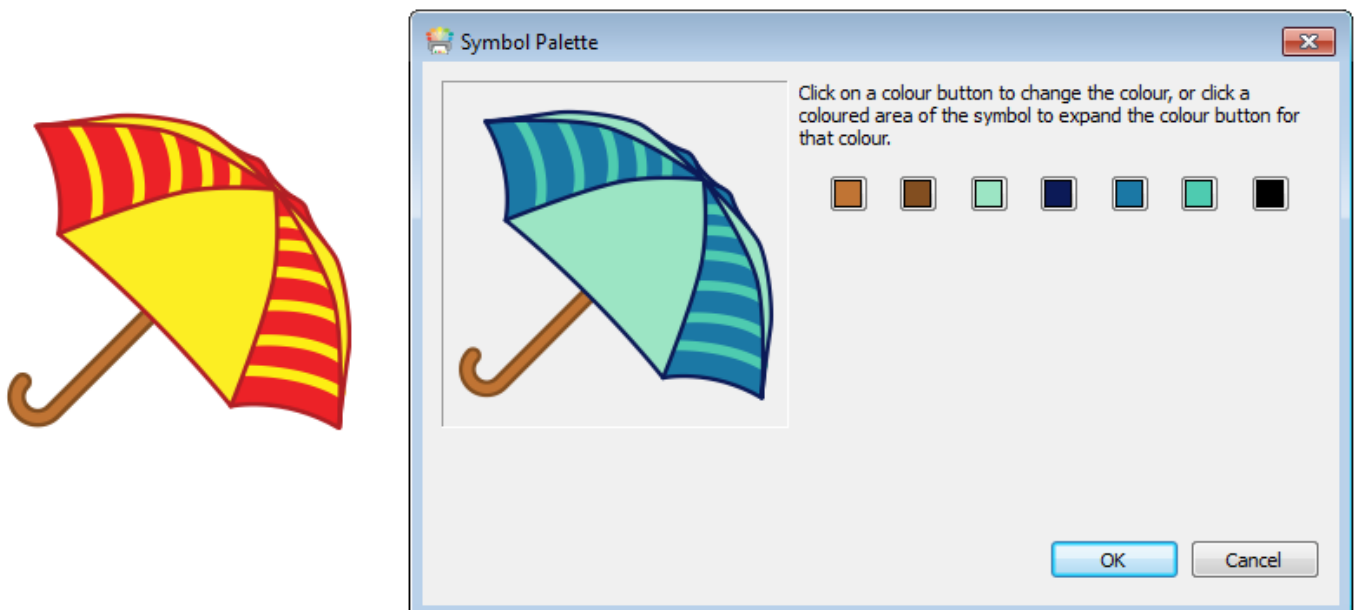 Symbol Palette
Click on a colour button to change the colour, or click a
coloured area of the symbol to expand the colour button for
that colour.
OK
Cancel